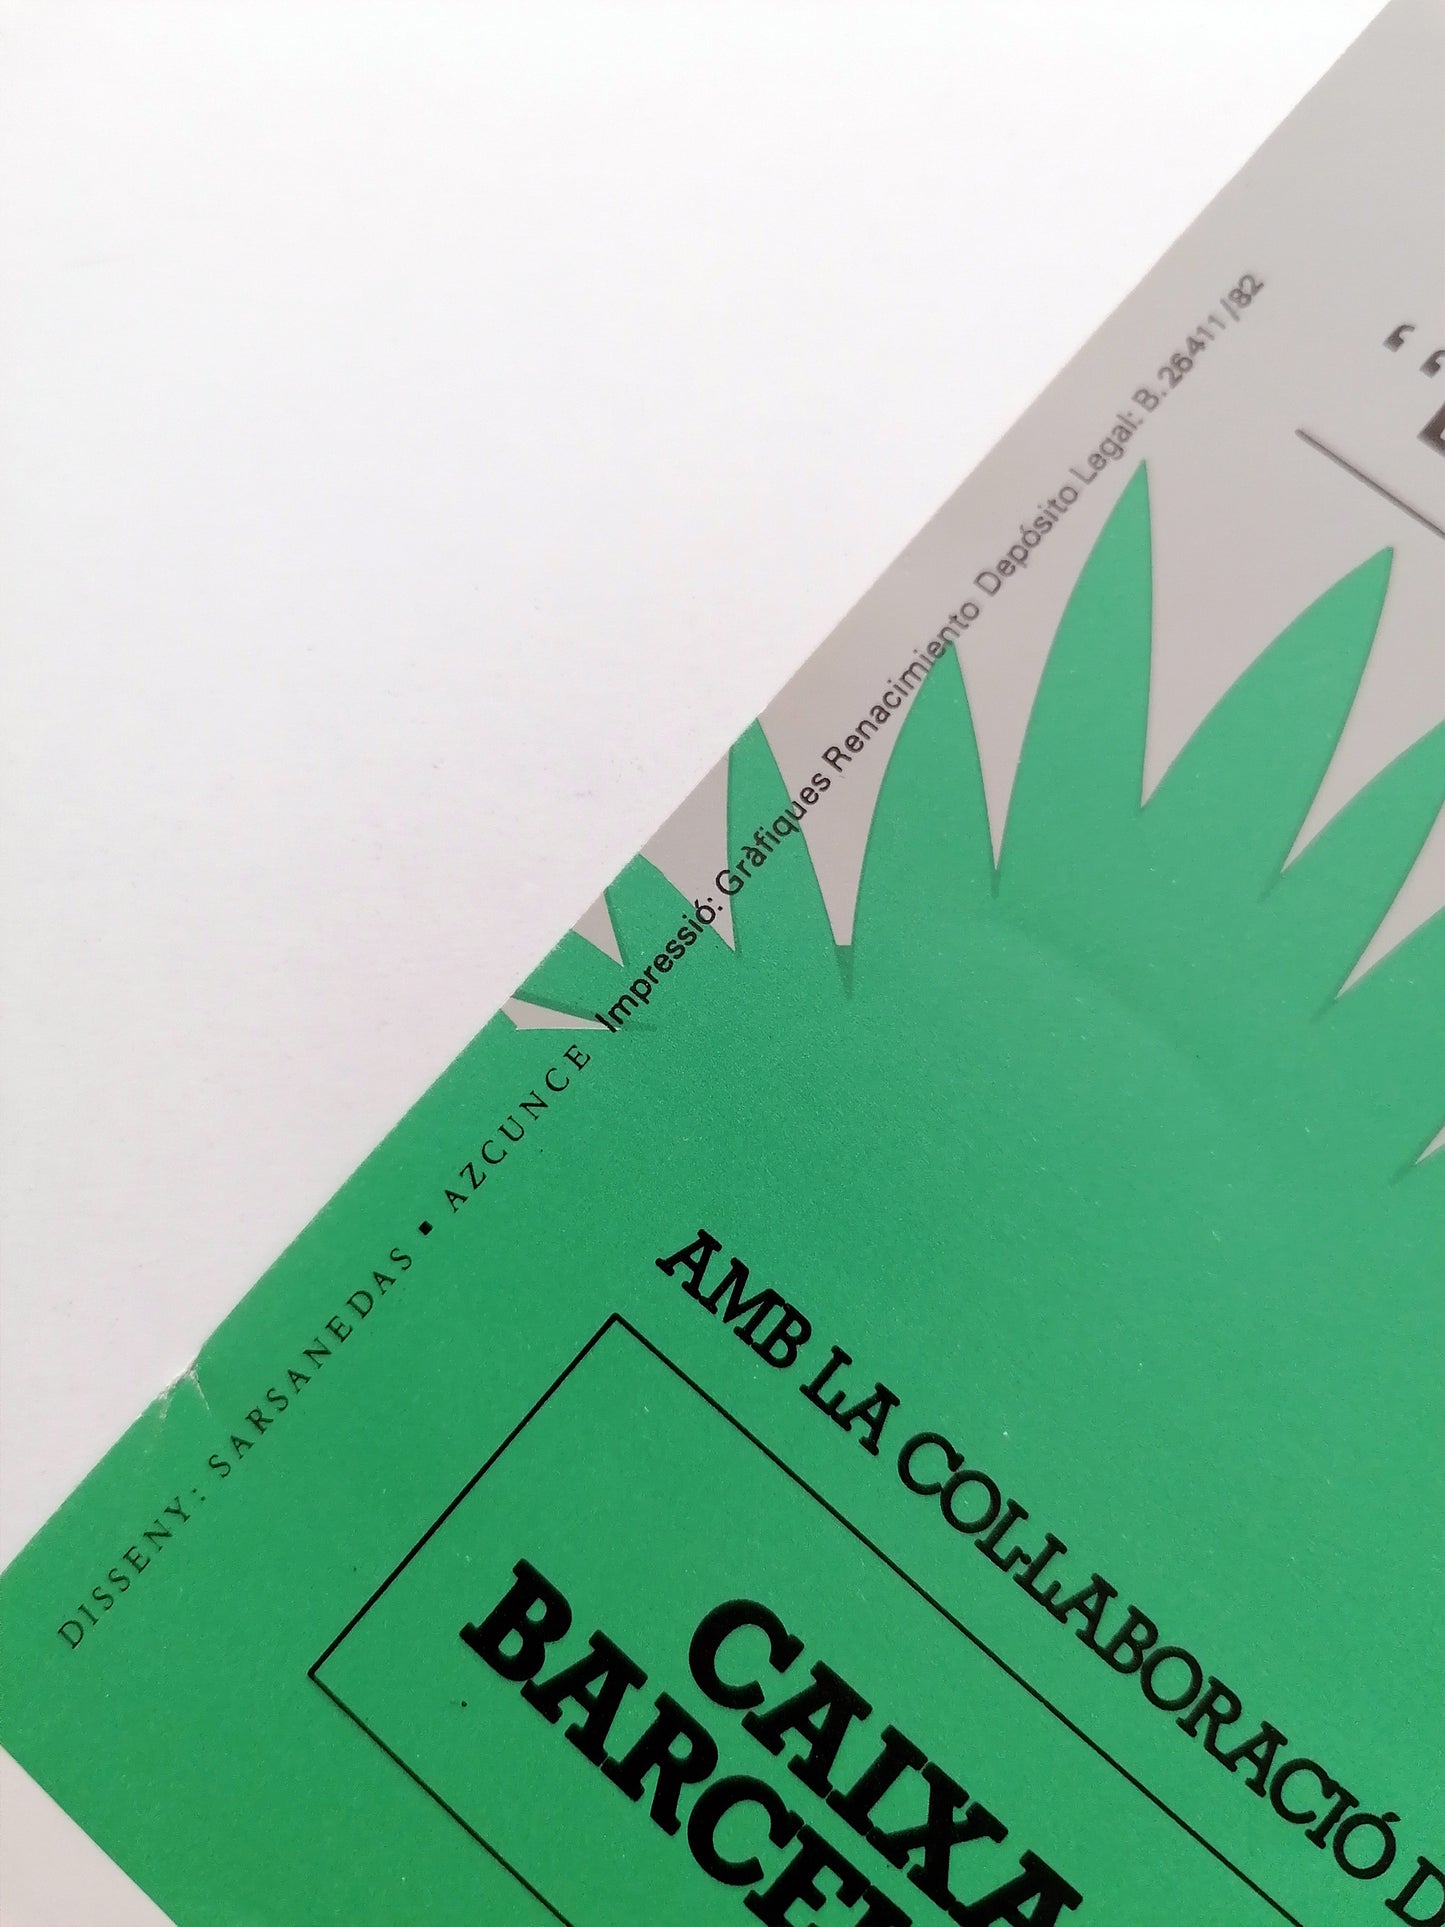 DISSENY: SARSANEDAS ▪ AZCUNCE Impressió: Gràfiques Renacimiento Depósito Legal: B. 26411/82
AMB LA COL·LABORACIÓ D
CAIXA
BARCE